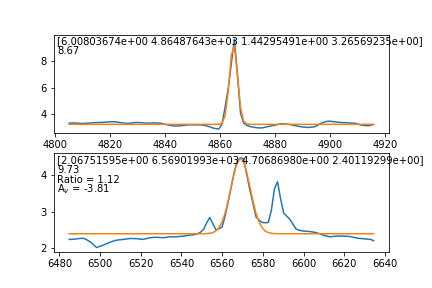 [6.00803674e+00 4.86487643e+03 1.44295491e+00 3.26569235e+00]
8.67
8
6
4
4800 4820 4840 4860 4880 4900 4920
[2.06751595e+00 6.56901993e+03 4.70686980e+00 2.40119299e+00]
9.73
Ratio = 1.12
Av = -3.81
4
3
2
6480 6500 6520 6540 6560 6580 6600 6620 6640